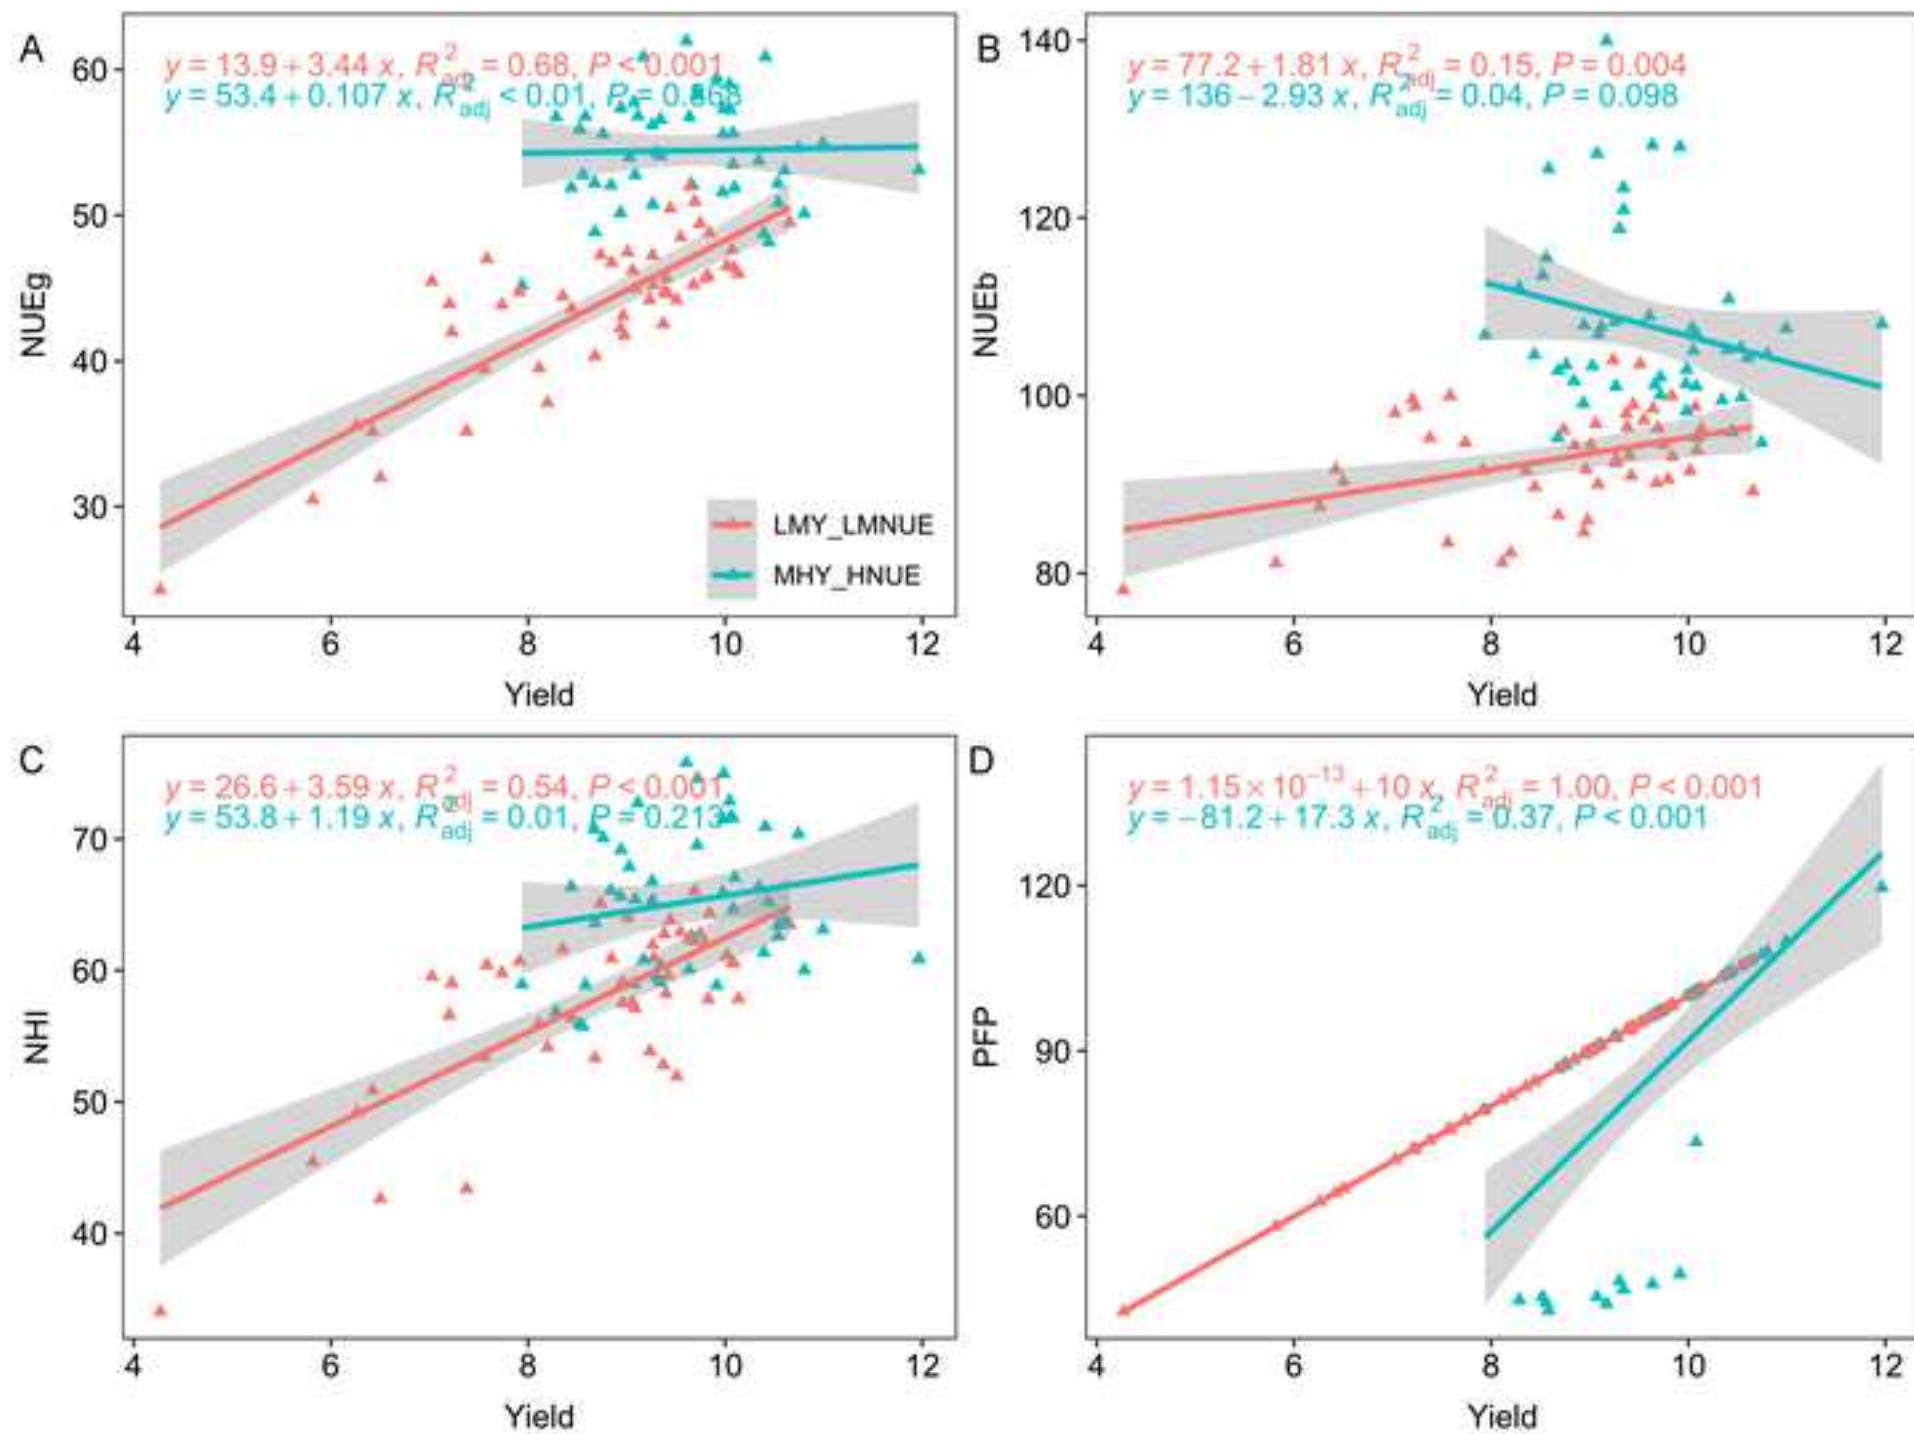 A
y = 13.9 + 3.44 x, R²adj = 0.68, P < 0.001
y = 53.4 + 0.107 x, R²adj < 0.01, P = 0.868
60
50
40
30
NUEg
LMY_LMNUE
MHY_HNUE
4 6 8 10 12
Yield
B
y = 77.2 + 1.81 x, R²adj = 0.15, P = 0.004
y = 136 − 2.93 x, R²adj = 0.04, P = 0.098
140
120
100
80
NUEb
4 6 8 10 12
Yield
C
y = 26.6 + 3.59 x, R²adj = 0.54, P < 0.001
y = 53.8 + 1.19 x, R²adj = 0.01, P = 0.213
70
60
50
40
NHI
4 6 8 10 12
Yield
D
y = 1.15 × 10⁻¹³ + 10 x, R²adj = 1.00, P < 0.001
y = −81.2 + 17.3 x, R²adj = 0.37, P < 0.001
120
90
60
PFP
4 6 8 10 12
Yield